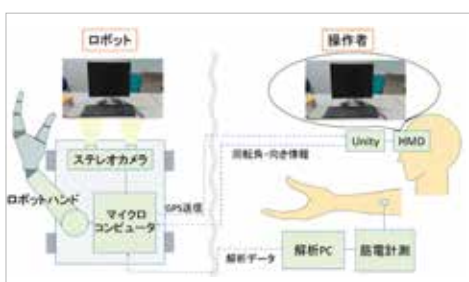 ロボット
操作者
ステレオカメラ
Unity
HMD
回転角・向き情報
ロボットハンド
マイクロ
コンピュータ
GPS送信
解析データ
解析PC
筋電計測